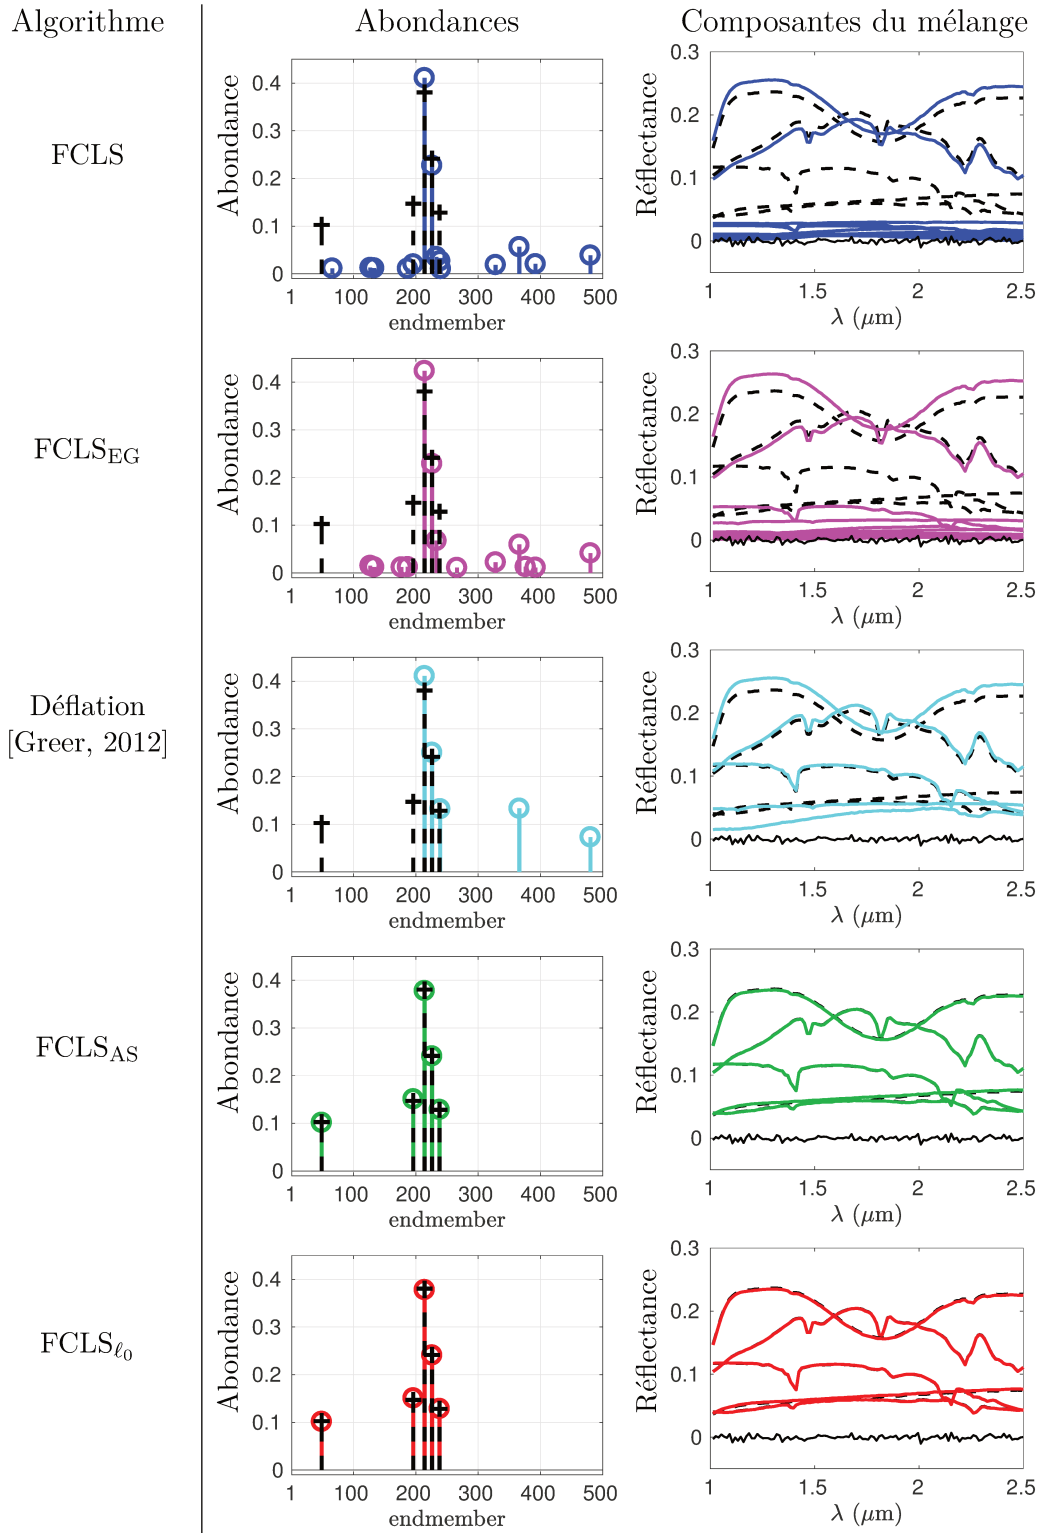 Algorithme Abondances Composantes du mélange
FCLS
Abondance
0.4
0.3
0.2
0.1
0
1 100 200 300 400 500
endmember
Réflectance
0.3
0.2
0.1
0
1 1.5 2 2.5
λ (μm)
FCLS_EG
Abondance
0.4
0.3
0.2
0.1
0
1 100 200 300 400 500
endmember
Réflectance
0.3
0.2
0.1
0
1 1.5 2 2.5
λ (μm)
Déflation
[Greer, 2012]
Abondance
0.4
0.3
0.2
0.1
0
1 100 200 300 400 500
endmember
Réflectance
0.3
0.2
0.1
0
1 1.5 2 2.5
λ (μm)
FCLS_AS
Abondance
0.4
0.3
0.2
0.1
0
1 100 200 300 400 500
endmember
Réflectance
0.3
0.2
0.1
0
1 1.5 2 2.5
λ (μm)
FCLS_ℓ0
Abondance
0.4
0.3
0.2
0.1
0
1 100 200 300 400 500
endmember
Réflectance
0.3
0.2
0.1
0
1 1.5 2 2.5
λ (μm)